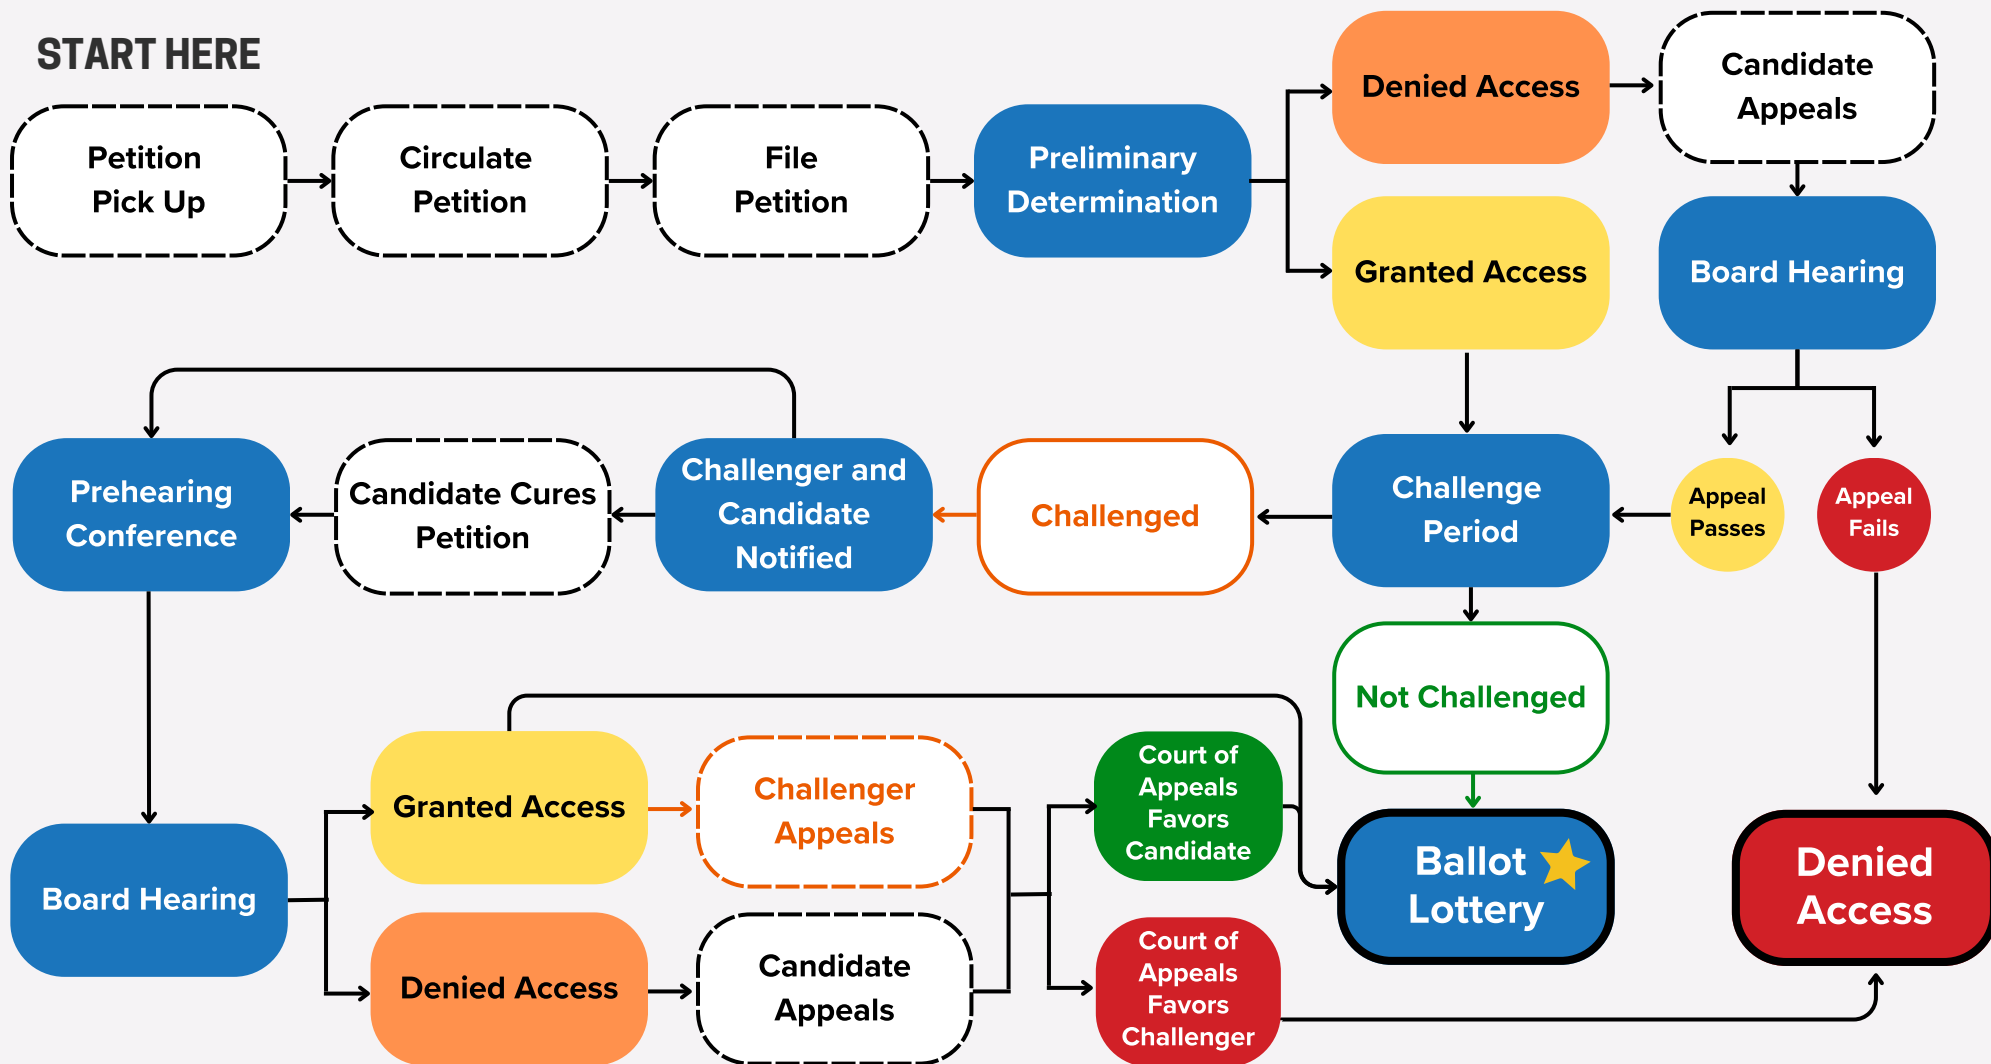 START HERE
Petition
Pick Up
Circulate
Petition
File
Petition
Preliminary
Determination
Denied Access
Candidate
Appeals
Granted Access
Board Hearing
Prehearing
Conference
Candidate Cures
Petition
Challenger and
Candidate
Notified
Challenged
Challenge
Period
Appeal
Passes
Appeal
Fails
Not Challenged
Board Hearing
Granted Access
Challenger
Appeals
Court of
Appeals
Favors
Candidate
Ballot
Lottery
Denied
Access
Denied Access
Candidate
Appeals
Court of
Appeals
Favors
Challenger